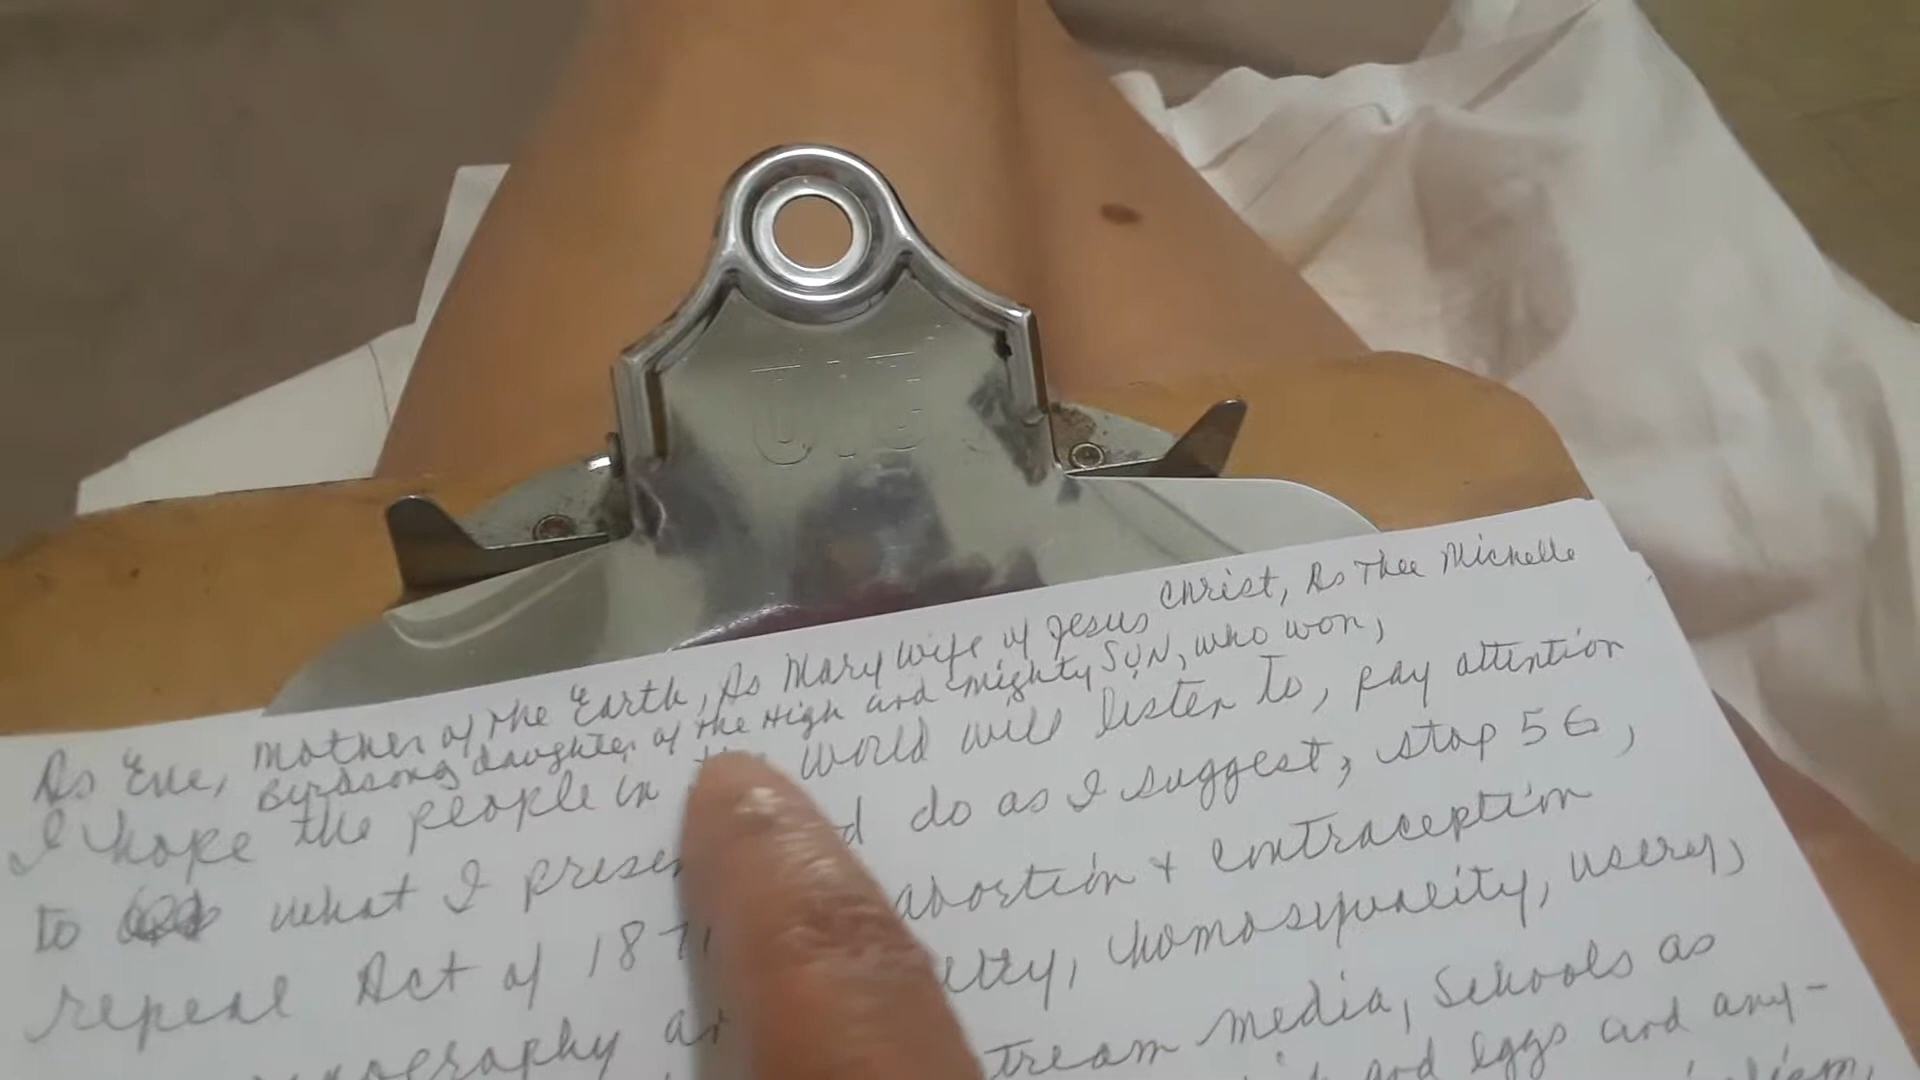 U.S
As Eve, Mother of the Earth, As Mary wife of Jesus Christ, As Thee Michelle
Birdsong daughter of the High and Mighty SUN, who won,
I hope the people in world will listen to, pay attention
to what I do as I suggest, stop 5G,
repeal Act of 1871 abortion + contraception
homosexuality, usery,
media, Schools as
and eggs and any-